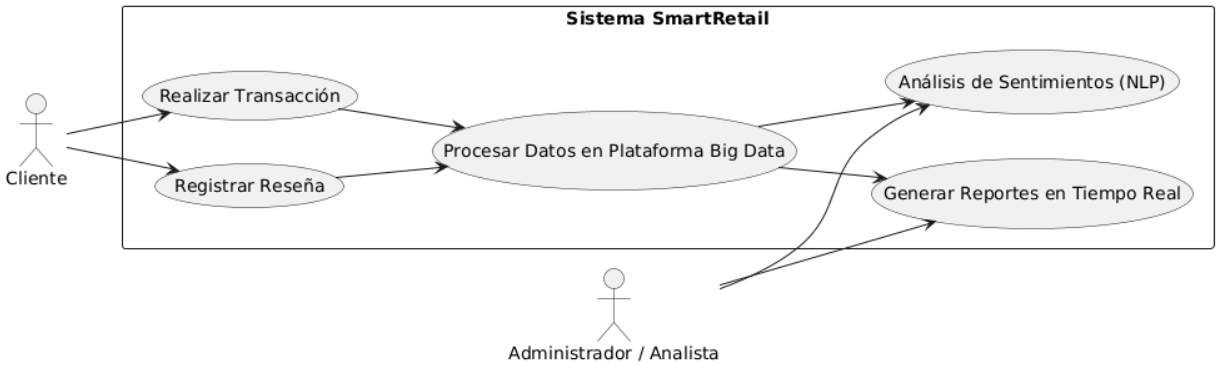 Sistema SmartRetail
Cliente
Realizar Transacción
Registrar Reseña
Procesar Datos en Plataforma Big Data
Análisis de Sentimientos (NLP)
Generar Reportes en Tiempo Real
Administrador / Analista